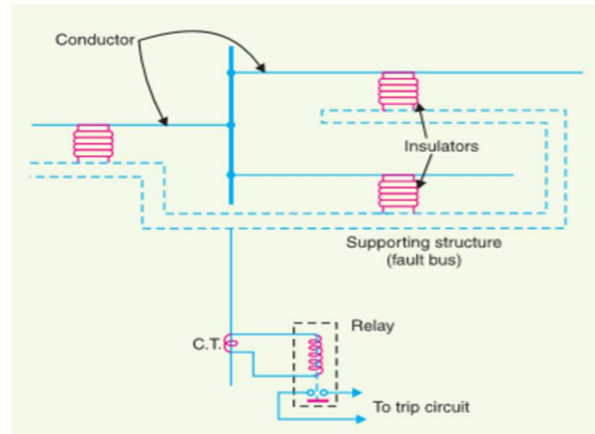 Conductor
Insulators
Supporting structure
(fault bus)
Relay
C.T.
To trip circuit